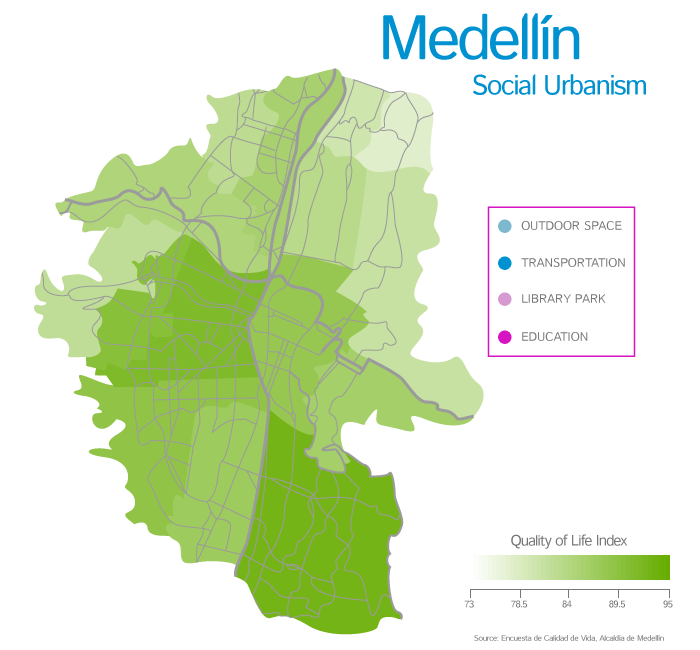 Medellín
Social Urbanism
OUTDOOR SPACE
TRANSPORTATION
LIBRARY PARK
EDUCATION
Quality of Life Index
73 78.5 84 89.5 95
Source: Encuesta de Calidad de Vida, Alcaldía de Medellín